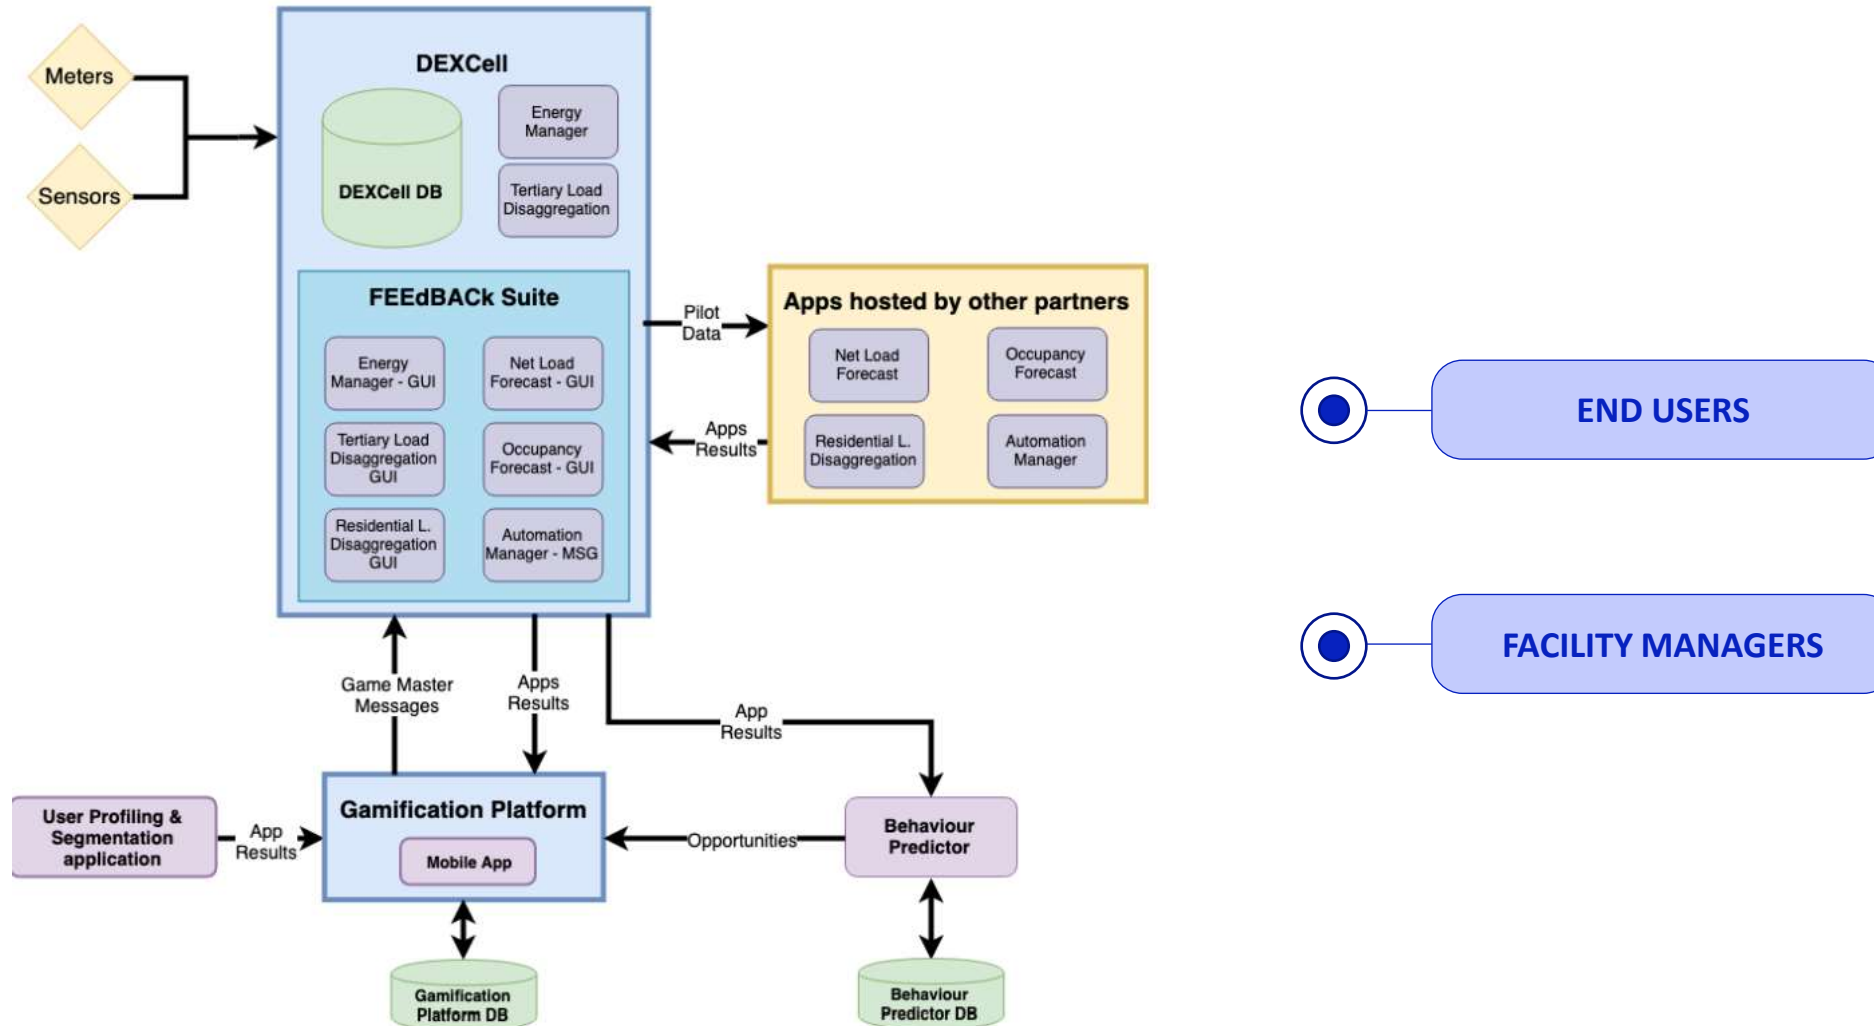 Meters
Sensors
DEXCell
DEXCell DB
Energy
Manager
Tertiary Load
Disaggregation
FEEdBACk Suite
Energy
Manager - GUI
Net Load
Forecast - GUI
Tertiary Load
Disaggregation
GUI
Occupancy
Forecast - GUI
Residential L.
Disaggregation
GUI
Automation
Manager - MSG
Pilot
Data
Apps
Results
Apps hosted by other partners
Net Load
Forecast
Occupancy
Forecast
Residential L.
Disaggregation
Automation
Manager
END USERS
FACILITY MANAGERS
Game Master
Messages
Apps
Results
App
Results
User Profiling &
Segmentation
application
App
Results
Gamification Platform
Mobile App
Opportunities
Behaviour
Predictor
Gamification
Platform DB
Behaviour
Predictor DB